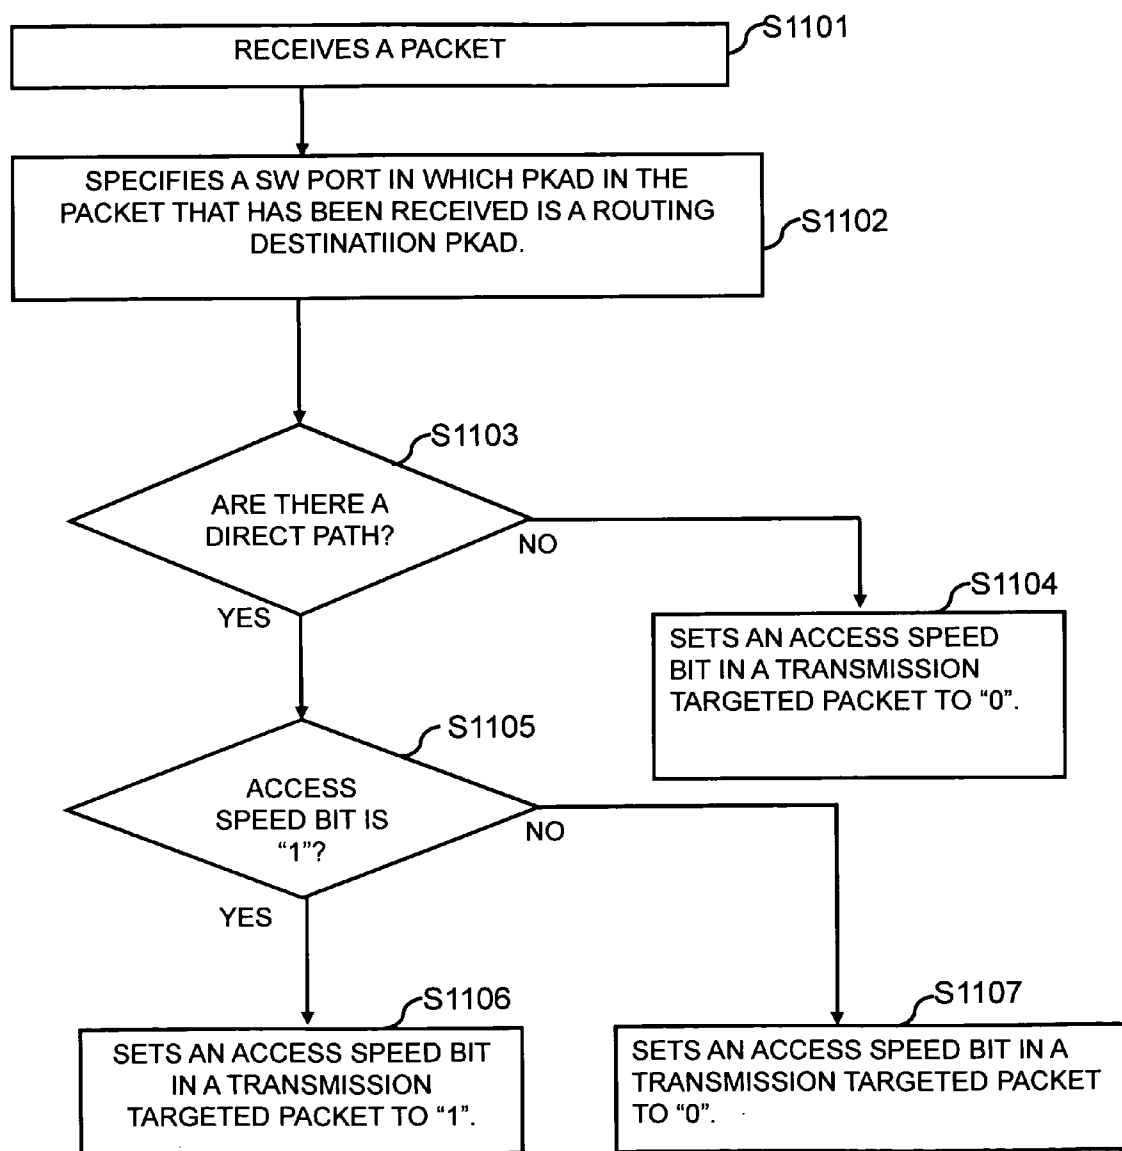 S1101
RECEIVES A PACKET
SPECIFIES A SW PORT IN WHICH PKAD IN THE
PACKET THAT HAS BEEN RECEIVED IS A ROUTING
DESTINATIION PKAD.
S1102
S1103
ARE THERE A
DIRECT PATH?
NO
YES
S1104
SETS AN ACCESS SPEED
BIT IN A TRANSMISSION
TARGETED PACKET TO “0”.
S1105
ACCESS
SPEED BIT IS
“1”?
NO
YES
S1106
SETS AN ACCESS SPEED BIT
IN A TRANSMISSION
TARGETED PACKET TO “1”.
S1107
SETS AN ACCESS SPEED BIT IN A
TRANSMISSION TARGETED PACKET
TO “0”.